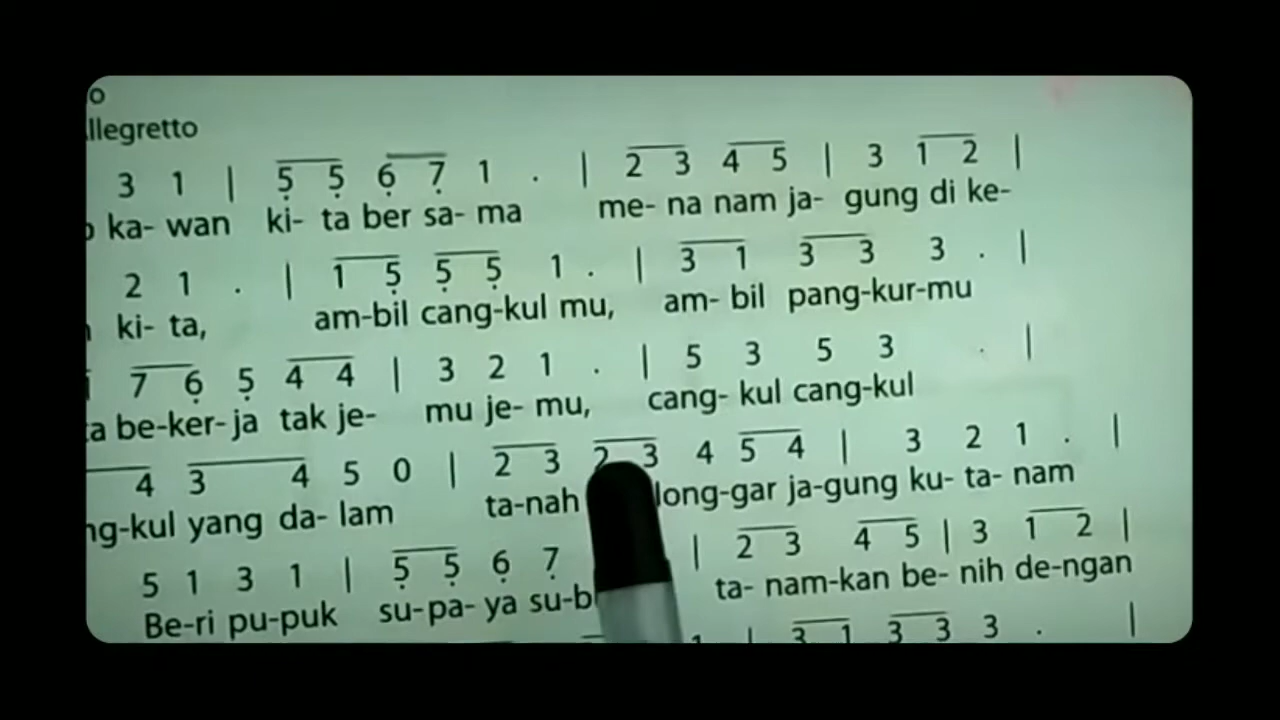 o
llegretto
3 1 | 5̣ 5̣ 6̣ 7̣ 1 . | 2 3 4 5 | 3 1 2 |
ka- wan ki- ta ber sa- ma me- na nam ja- gung di ke-
2 1 . | 1 5̣ 5̣ 5̣ 1 . | 3 1 3 3 3 . |
ki- ta, am-bil cang-kul mu, am- bil pang-kur-mu
7 6̣ 5̣ 4 4 | 3 2 1 . | 5 3 5 3 . |
a be-ker-ja tak je- mu je- mu, cang- kul cang-kul
4 3 4 5 0 | 2 3 2 3 4 5 4 | 3 2 1 . |
ng-kul yang da- lam ta-nah long-gar ja-gung ku- ta- nam
5 1 3 1 | 5̣ 5̣ 6̣ 7̣ | 2 3 4 5 | 3 1 2 |
Be-ri pu-puk su-pa- ya su-b ta- nam-kan be- nih de-ngan
1 | 3 1 3 3 3 . |